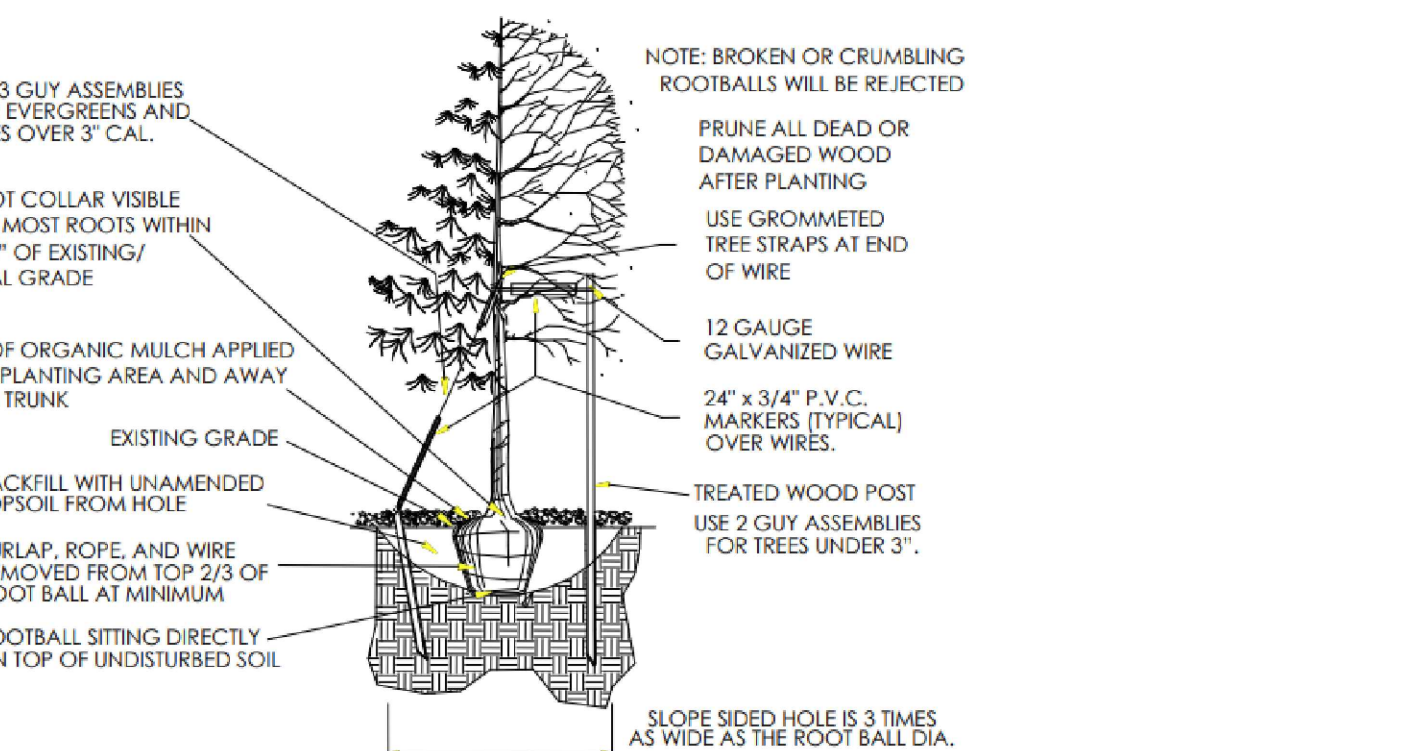 3 GUY ASSEMBLIES
EVERGREENS AND
OVER 3" CAL.
COLLAR VISIBLE
MOST ROOTS WITHIN
" OF EXISTING/
GRADE
OF ORGANIC MULCH APPLIED
PLANTING AREA AND AWAY
TRUNK
EXISTING GRADE
ACKFILL WITH UNAMENDED
OPSOIL FROM HOLE
URLAP, ROPE, AND WIRE
MOVED FROM TOP 2/3 OF
OOT BALL AT MINIMUM
OOTBALL SITTING DIRECTLY
N TOP OF UNDISTURBED SOIL
NOTE: BROKEN OR CRUMBLING
ROOTBALLS WILL BE REJECTED
PRUNE ALL DEAD OR
DAMAGED WOOD
AFTER PLANTING
USE GROMMETED
TREE STRAPS AT END
OF WIRE
12 GAUGE
GALVANIZED WIRE
24" x 3/4" P.V.C.
MARKERS (TYPICAL)
OVER WIRES.
TREATED WOOD POST
USE 2 GUY ASSEMBLIES
FOR TREES UNDER 3".
SLOPE SIDED HOLE IS 3 TIMES
AS WIDE AS THE ROOT BALL DIA.